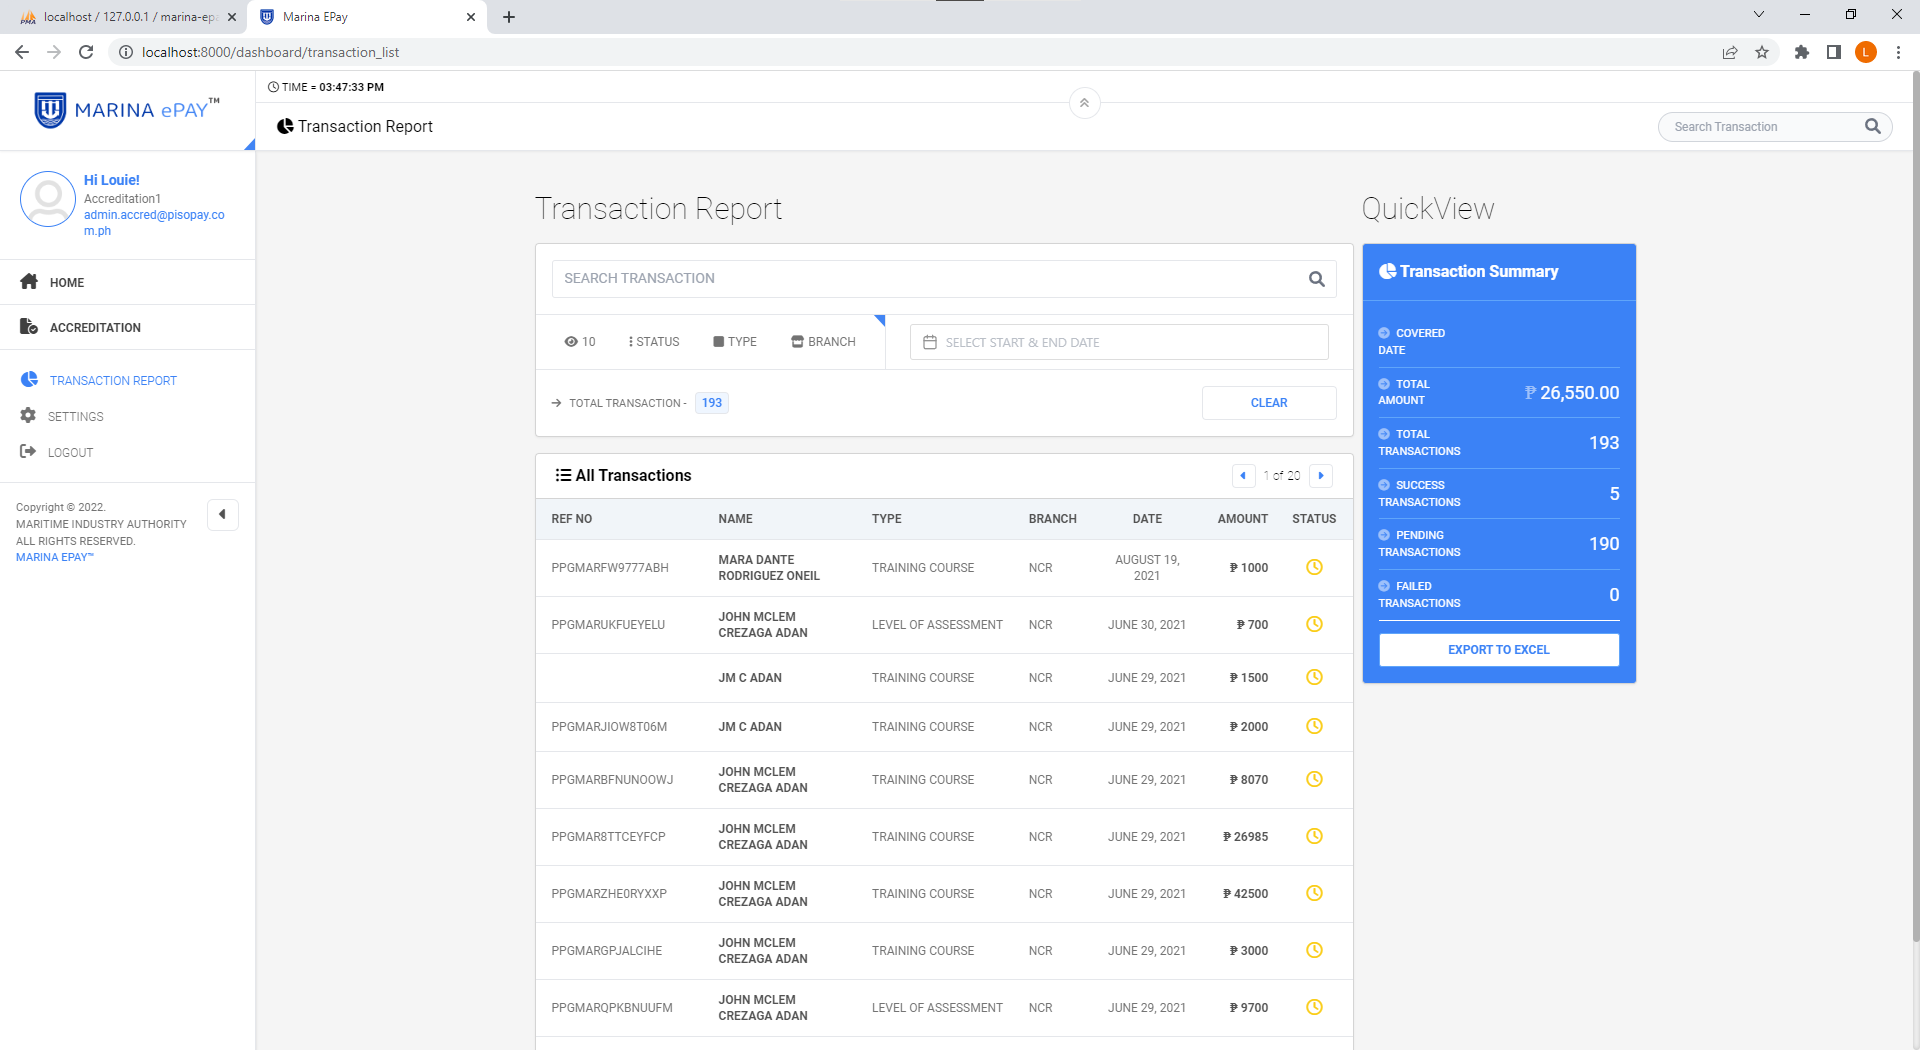 localhost / 127.0.0.1 / marina-ep
Marina EPay
localhost:8000/dashboard/transaction_list
L
MARINA ePAY™
TIME = 03:47:33 PM
Transaction Report
Search Transaction
Hi Louie!
Accreditation1
admin.accred@pisopay.co
m.ph
HOME
ACCREDITATION
TRANSACTION REPORT
SETTINGS
LOGOUT
Copyright © 2022.
MARITIME INDUSTRY AUTHORITY
ALL RIGHTS RESERVED.
MARINA EPAY™
Transaction Report
SEARCH TRANSACTION
10 STATUS TYPE BRANCH SELECT START & END DATE
TOTAL TRANSACTION - 193 CLEAR
All Transactions 1 of 20
REF NO NAME TYPE BRANCH DATE AMOUNT STATUS
PPGMARFW9777ABH MARA DANTE RODRIGUEZ ONEIL TRAINING COURSE NCR AUGUST 19, 2021 ₱ 1000
PPGMARUKFUEYELU JOHN MCLEM CREZAGA ADAN LEVEL OF ASSESSMENT NCR JUNE 30, 2021 ₱ 700
JM C ADAN TRAINING COURSE NCR JUNE 29, 2021 ₱ 1500
PPGMARJIOW8T06M JM C ADAN TRAINING COURSE NCR JUNE 29, 2021 ₱ 2000
PPGMARBFNUNOOWJ JOHN MCLEM CREZAGA ADAN TRAINING COURSE NCR JUNE 29, 2021 ₱ 8070
PPGMAR8TTCEYFCP JOHN MCLEM CREZAGA ADAN TRAINING COURSE NCR JUNE 29, 2021 ₱ 26985
PPGMARZHE0RYXXP JOHN MCLEM CREZAGA ADAN TRAINING COURSE NCR JUNE 29, 2021 ₱ 42500
PPGMARGPJALCIHE JOHN MCLEM CREZAGA ADAN TRAINING COURSE NCR JUNE 29, 2021 ₱ 3000
PPGMARQPKBNUUFM JOHN MCLEM CREZAGA ADAN LEVEL OF ASSESSMENT NCR JUNE 29, 2021 ₱ 9700
QuickView
Transaction Summary
COVERED DATE
TOTAL AMOUNT ₱ 26,550.00
TOTAL TRANSACTIONS 193
SUCCESS TRANSACTIONS 5
PENDING TRANSACTIONS 190
FAILED TRANSACTIONS 0
EXPORT TO EXCEL